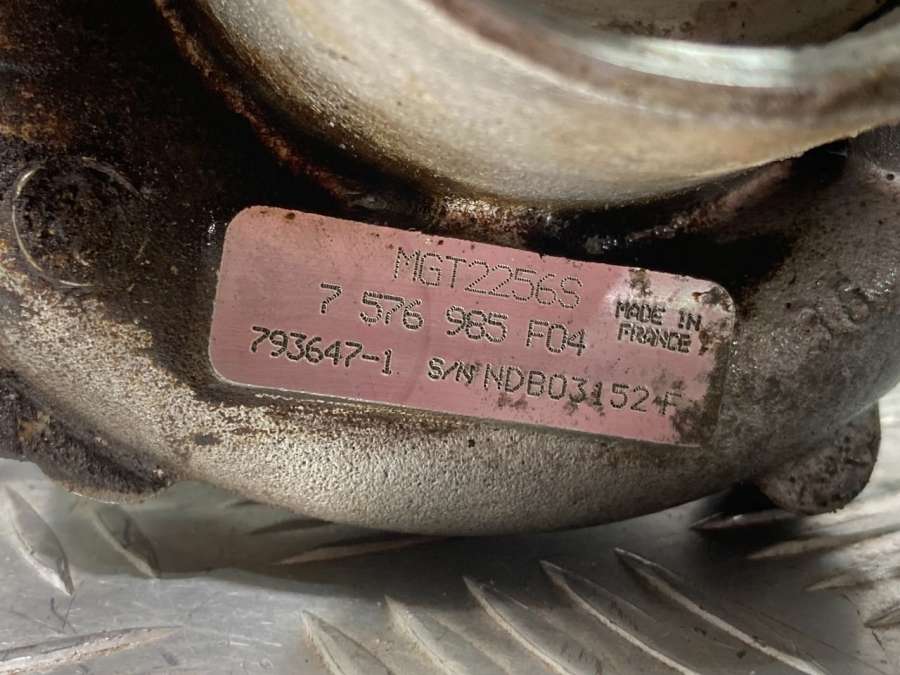 MGT2256S
7 576 985 F04
MADE IN
FRANCE
793647-1 S/N NDB03152F